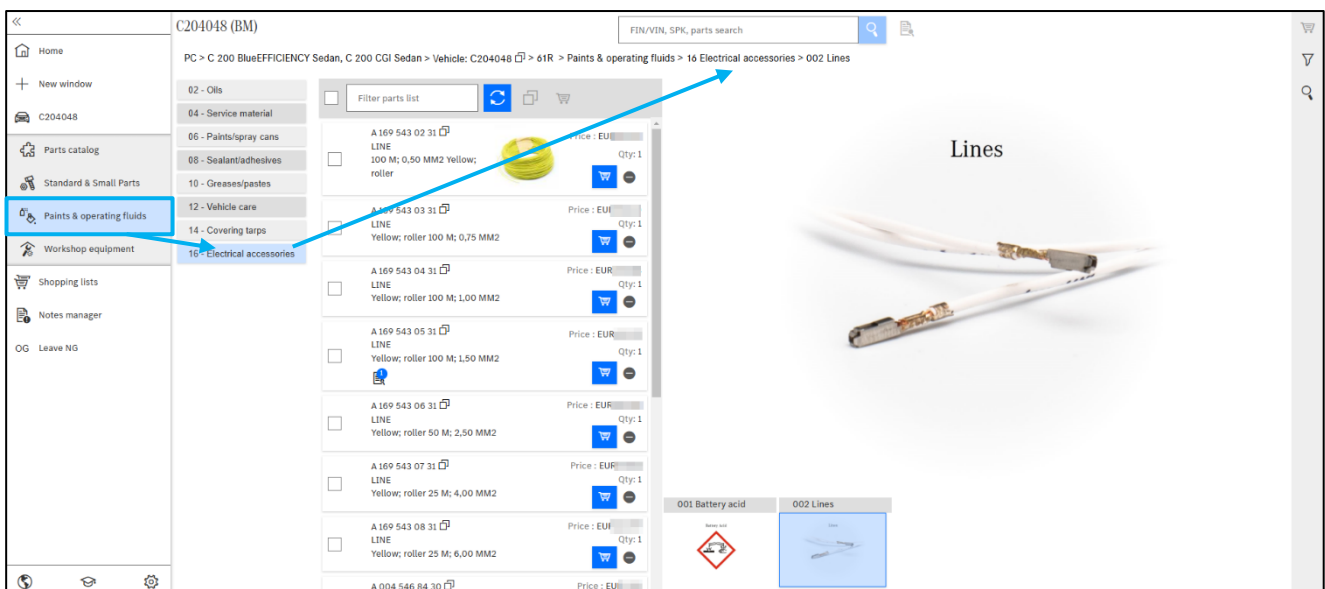 C204048 (BM)
FIN/VIN, SPK, parts search
PC > C 200 BlueEFFICIENCY Sedan, C 200 CGI Sedan > Vehicle: C204048 > 61R > Paints & operating fluids > 16 Electrical accessories > 002 Lines
Home
New window
C204048
Parts catalog
Standard & Small Parts
Paints & operating fluids
Workshop equipment
Shopping lists
Notes manager
OG Leave NG
02 - Oils
04 - Service material
06 - Paints/spray cans
08 - Sealant/adhesives
10 - Greases/pastes
12 - Vehicle care
14 - Covering tarps
16 - Electrical accessories
Filter parts list
A 169 543 02 31
LINE
100 M; 0,50 MM2 Yellow;
roller
Price : EU
Qty: 1
A 169 543 03 31
LINE
Yellow; roller 100 M; 0,75 MM2
Price : EU
Qty: 1
A 169 543 04 31
LINE
Yellow; roller 100 M; 1,00 MM2
Price : EUR
Qty: 1
A 169 543 05 31
LINE
Yellow; roller 100 M; 1,50 MM2
1
Price : EUR
Qty: 1
A 169 543 06 31
LINE
Yellow; roller 50 M; 2,50 MM2
Price : EUR
Qty: 1
A 169 543 07 31
LINE
Yellow; roller 25 M; 4,00 MM2
Price : EUR
Qty: 1
A 169 543 08 31
LINE
Yellow; roller 25 M; 6,00 MM2
Price : EU
Qty: 1
A 004 546 84 30
Price : EU
Lines
001 Battery acid
002 Lines
Battery acid
Lines